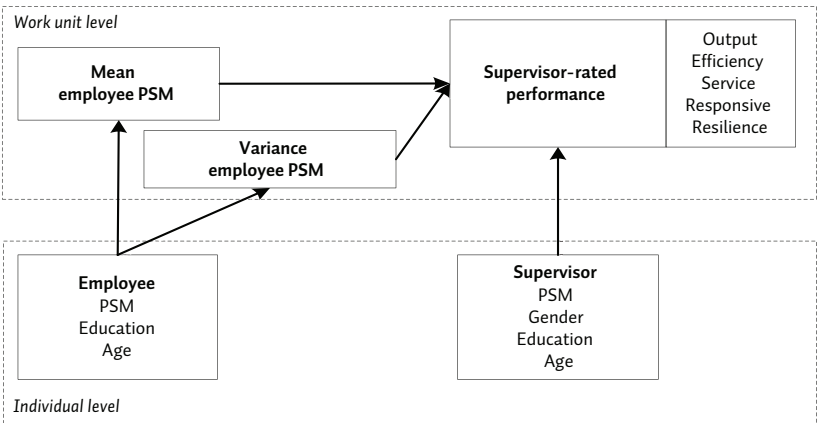 Work unit level
Mean
employee PSM
Variance
employee PSM
Supervisor-rated
performance
Output
Efficiency
Service
Responsive
Resilience
Employee
PSM
Education
Age
Supervisor
PSM
Gender
Education
Age
Individual level